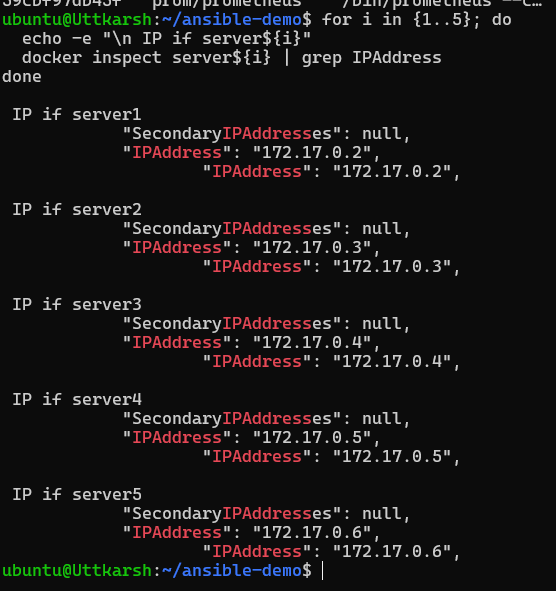 prom/prometheus "/bin/prometheus --c…
ubuntu@Uttkarsh:~/ansible-demo$ for i in {1..5}; do
  echo -e "\n IP if server${i}"
  docker inspect server${i} | grep IPAddress
done

 IP if server1
            "SecondaryIPAddresses": null,
            "IPAddress": "172.17.0.2",
                    "IPAddress": "172.17.0.2",

 IP if server2
            "SecondaryIPAddresses": null,
            "IPAddress": "172.17.0.3",
                    "IPAddress": "172.17.0.3",

 IP if server3
            "SecondaryIPAddresses": null,
            "IPAddress": "172.17.0.4",
                    "IPAddress": "172.17.0.4",

 IP if server4
            "SecondaryIPAddresses": null,
            "IPAddress": "172.17.0.5",
                    "IPAddress": "172.17.0.5",

 IP if server5
            "SecondaryIPAddresses": null,
            "IPAddress": "172.17.0.6",
                    "IPAddress": "172.17.0.6",
ubuntu@Uttkarsh:~/ansible-demo$